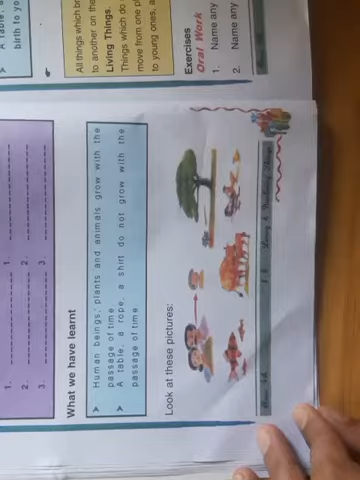 1. 1.
2. 2.
3. 3.
What we have learnt
➤ Human beings, plants and animals grow with the
passage of time
➤ A table, a rope, a shirt do not grow with the
passage of time
Look at these pictures:
➤ A table, a
birth to yo
All things which br
to another on the
Living Things.
Things which do
move from one p
to young ones, a
Exercises
Oral Work
1. Name any
2. Name any